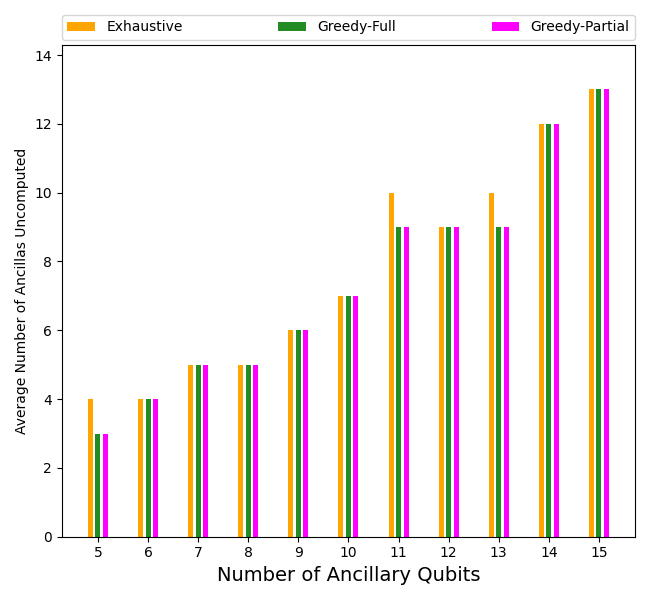 Exhaustive Greedy-Full Greedy-Partial
14
12
10
8
6
4
2
0
Average Number of Ancillas Uncomputed
5 6 7 8 9 10 11 12 13 14 15
Number of Ancillary Qubits